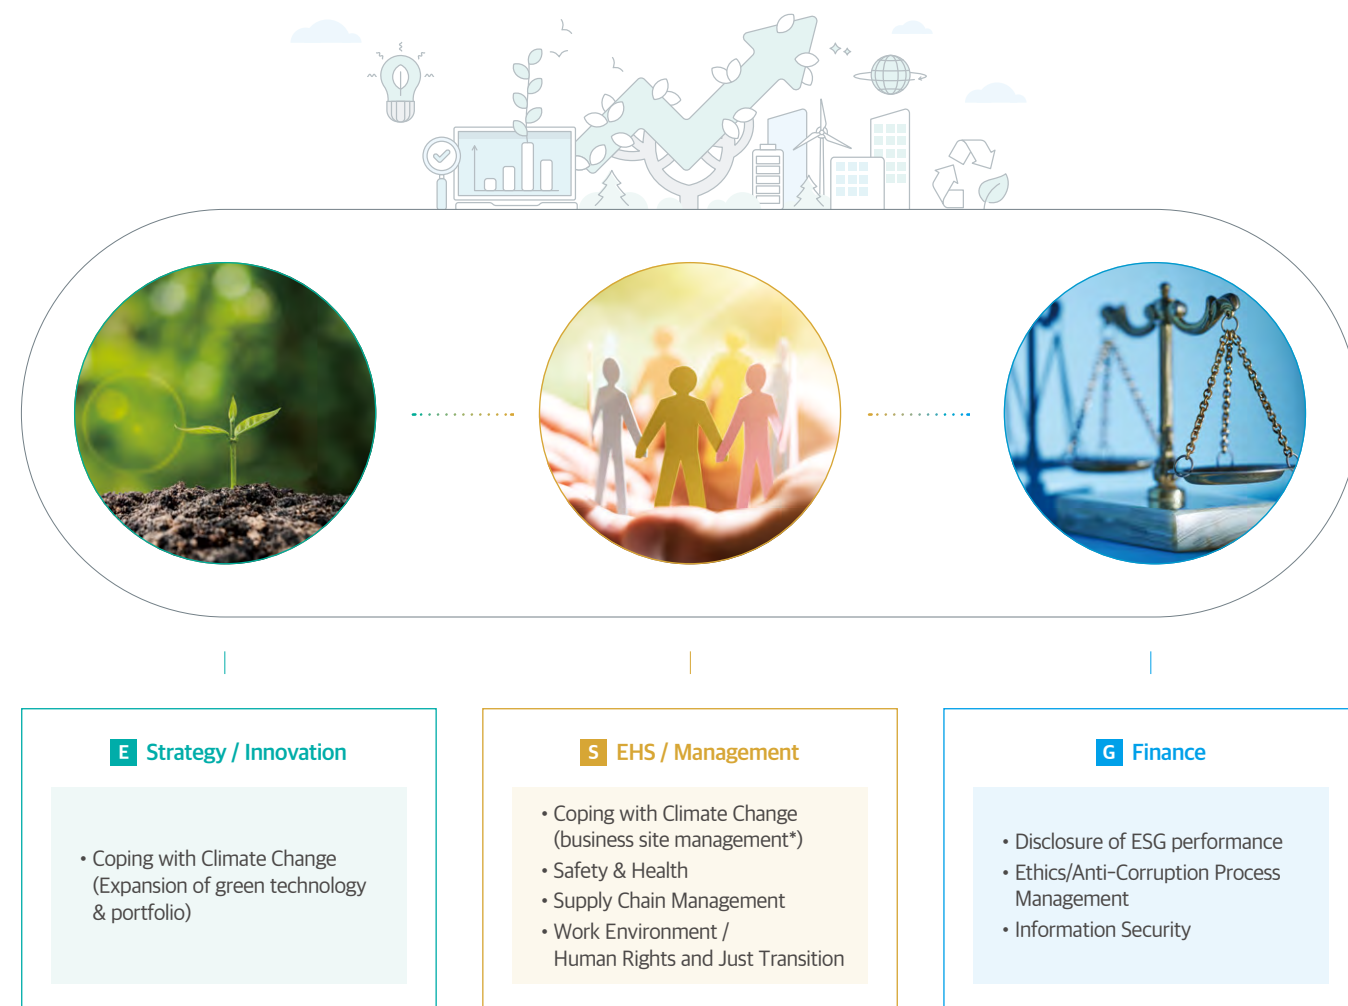 E Strategy / Innovation
• Coping with Climate Change
(Expansion of green technology
& portfolio)
S EHS / Management
• Coping with Climate Change
(business site management*)
• Safety & Health
• Supply Chain Management
• Work Environment /
Human Rights and Just Transition
G Finance
• Disclosure of ESG performance
• Ethics/Anti-Corruption Process
Management
• Information Security